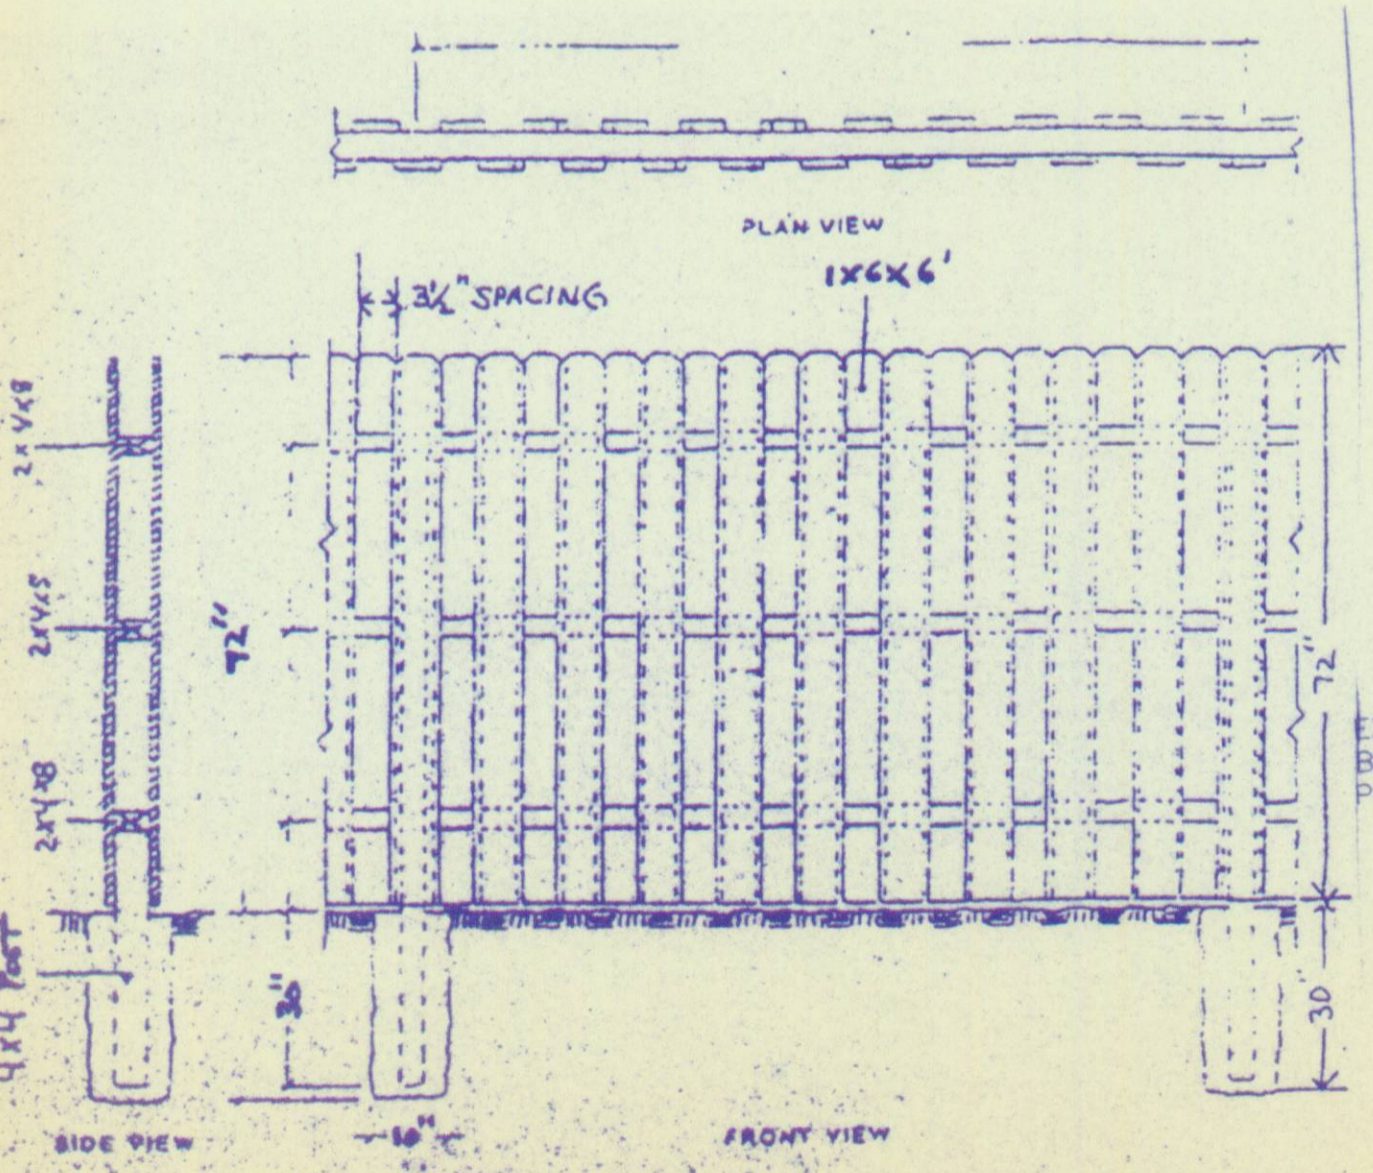 PLAN VIEW
1X6X6'
3½" SPACING
2x4x8
2x4x5
2x4x8
4x4 POST
72"
72"
30"
30"
10"
SIDE VIEW
FRONT VIEW